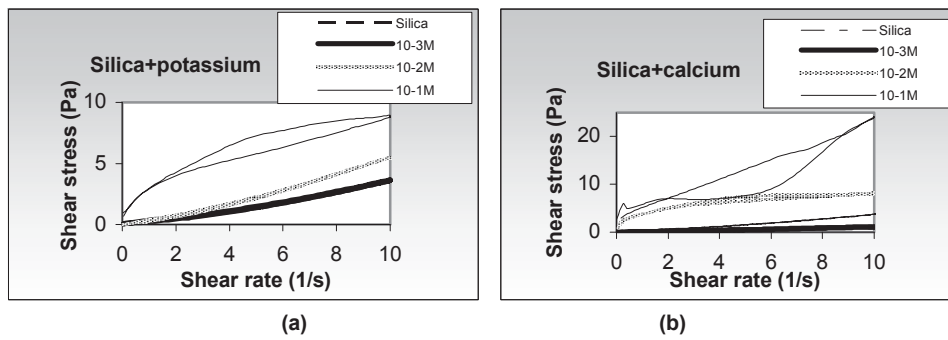 Silica
10-3M
10-2M
10-1M
Silica+potassium
Shear stress (Pa)
10
5
0
0 2 4 6 8 10
Shear rate (1/s)
(a)
Silica
10-3M
10-2M
10-1M
Silica+calcium
Shear stress (Pa)
20
10
0
0 2 4 6 8 10
Shear rate (1/s)
(b)